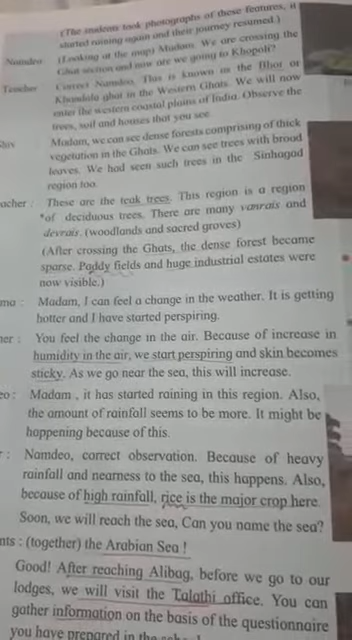 (The students took photographs of these features, it
started raining again and their journey resumed.)
Namdeo : (Looking at the map) Madam, We are crossing the
Ghat section and now are we going to Khopoli?
Teacher : Correct Namdeo. This is known as the Bhor or
Khandala ghat in the Western Ghats. We will now
enter the western coastal plains of India. Observe the
trees, soil and houses that you see.
Madam, we can see dense forests comprising of thick
vegetation in the Ghats. We can see trees with broad
leaves. We had seen such trees in the Sinhagad
region too.
acher : These are the teak trees. This region is a region
of deciduous trees. There are many vanrais and
devrais. (woodlands and sacred groves)
(After crossing the Ghats, the dense forest became
sparse. Paddy fields and huge industrial estates were
now visible.)
ma : Madam, I can feel a change in the weather. It is getting
hotter and I have started perspiring.
her : You feel the change in the air. Because of increase in
humidity in the air, we start perspiring and skin becomes
sticky. As we go near the sea, this will increase.
eo : Madam , it has started raining in this region. Also,
the amount of rainfall seems to be more. It might be
happening because of this.
r : Namdeo, correct observation. Because of heavy
rainfall and nearness to the sea, this happens. Also,
because of high rainfall, rice is the major crop here.
Soon, we will reach the sea, Can you name the sea?
nts : (together) the Arabian Sea !
Good! After reaching Alibag, before we go to our
lodges, we will visit the Talathi office. You can
gather information on the basis of the questionnaire
you have prepared in the